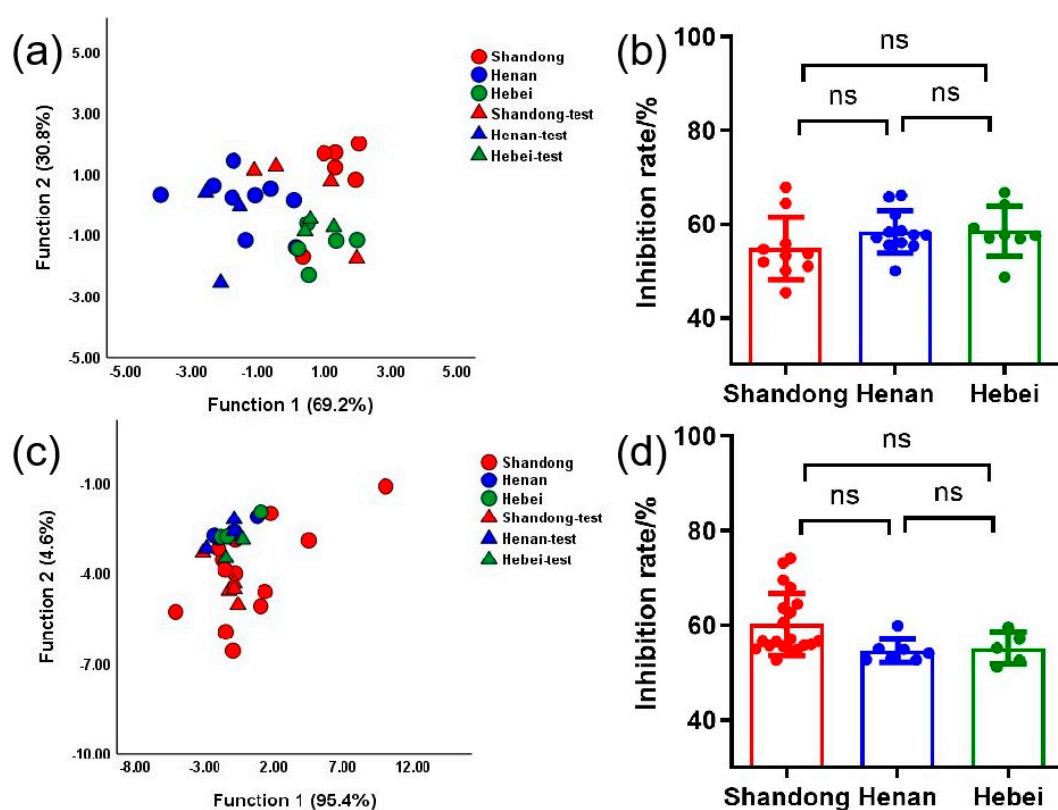 (a)
5.00
3.00
1.00
-1.00
-3.00
-5.00
Function 2 (30.8%)
-5.00 -3.00 -1.00 1.00 3.00 5.00
Function 1 (69.2%)
Shandong
Henan
Hebei
Shandong-test
Henan-test
Hebei-test
(b)
100
80
60
40
Inhibition rate/%
ns
ns
ns
Shandong Henan Hebei
(c)
-1.00
-4.00
-7.00
-10.00
Function 2 (4.6%)
-8.00 -3.00 2.00 7.00 12.00
Function 1 (95.4%)
Shandong
Henan
Hebei
Shandong-test
Henan-test
Hebei-test
(d)
100
80
60
40
Inhibition rate/%
ns
ns
ns
Shandong Henan Hebei